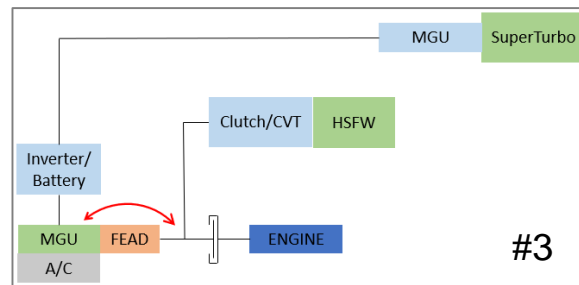 MGU
SuperTurbo
Clutch/CVT
HSFW
Inverter/
Battery
MGU
FEAD
ENGINE
A/C
#3